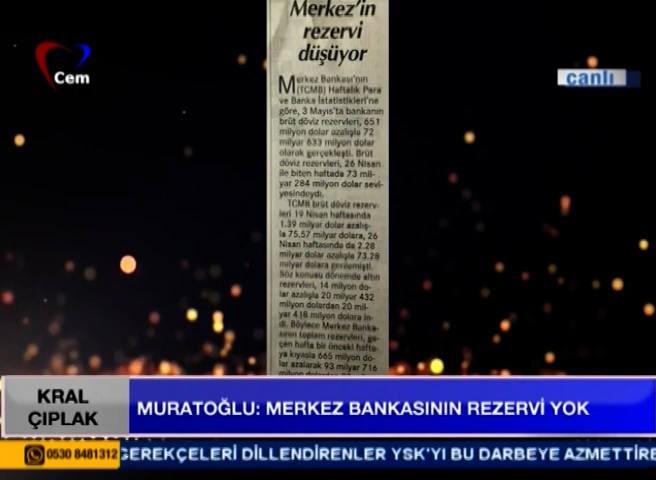 Merkez'in
rezervi
düşüyor
Merkez Bankası'nın
(TCMB) Haftalık Para
ve Banka İstatistikleri'ne
göre, 3 Mayıs'ta bankanın
brüt döviz rezervleri, 651
milyon dolar azalışla 72
milyar 633 milyon dolar
olarak gerçekleşti. Brüt
döviz rezervleri, 26 Nisan
ile biten haftada 73 mil-
yar 284 milyon dolar sevi-
yesindeydi.
TCMB brüt döviz rezerv-
leri 19 Nisan haftasında
1.39 milyar dolar azalış-
la 75.57 milyar dolara, 26
Nisan haftasında da 2.28
milyar dolar azalışla 73.28
milyar dolara gerilemişti.
Söz konusu dönemde altın
rezervleri, 14 milyon do-
lar azalışla 20 milyar 432
milyon dolardan 20 mil-
yar 418 milyon dolara in-
di. Böylece Merkez Banka-
sının toplam rezervleri, ge-
çen hafta bir önceki hafta-
ya kıyasla 665 milyon do-
lar azalarak 93 milyar 716
Cem
canlı
KRAL
ÇIPLAK
MURATOĞLU: MERKEZ BANKASININ REZERVİ YOK
0530 8481312
GEREKÇELERİ DİLLENDİRENLER YSK'YI BU DARBEYE AZMETTİRE